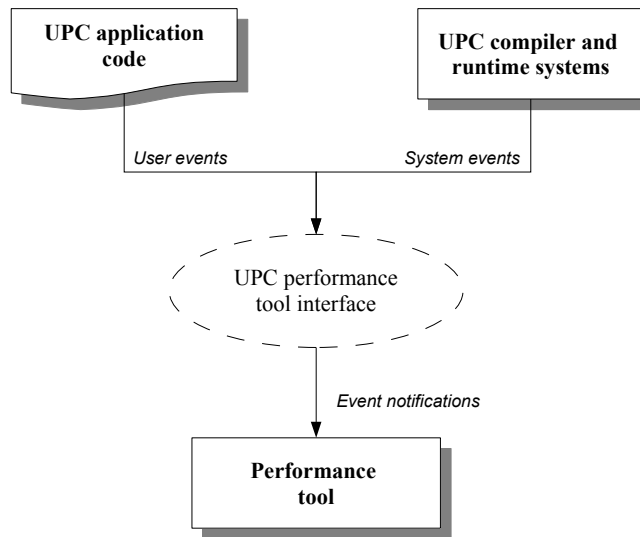 UPC application
code
UPC compiler and
runtime systems
User events
System events
UPC performance
tool interface
Event notifications
Performance
tool